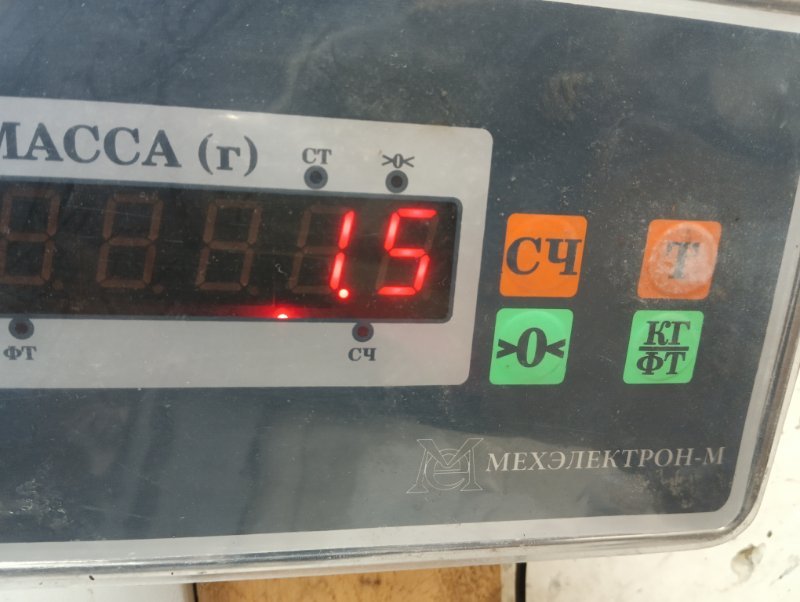 МАССА (г)
СТ >0<
1.5
ФТ СЧ
СЧ Т
>0< КГ
ФТ
МЕХЭЛЕКТРОН-М